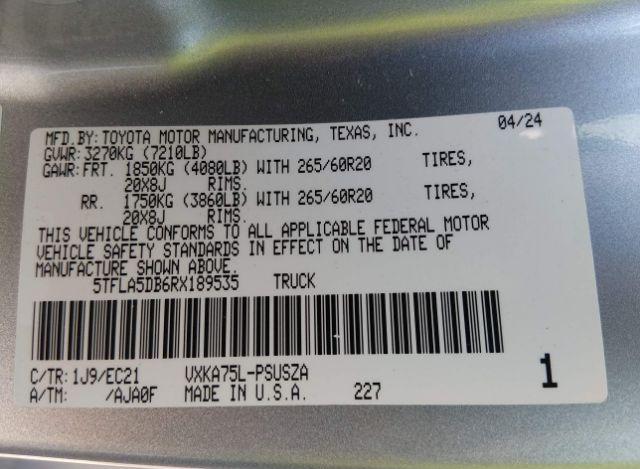 MFD.BY:TOYOTA MOTOR MANUFACTURING, TEXAS, INC. 04/24
GVWR:3270KG (7210LB)
GAWR:FRT. 1850KG (4080LB) WITH 265/60R20 TIRES,
20X8J RIMS.
RR. 1750KG (3860LB) WITH 265/60R20 TIRES,
20X8J RIMS.
THIS VEHICLE CONFORMS TO ALL APPLICABLE FEDERAL MOTOR
VEHICLE SAFETY STANDARDS IN EFFECT ON THE DATE OF
MANUFACTURE SHOWN ABOVE.
5TFLA5DB6RX189535 TRUCK
C/TR:1J9/EC21 VXKA75L-PSUSZA
A/TM: /AJA0F MADE IN U.S.A. 227 1